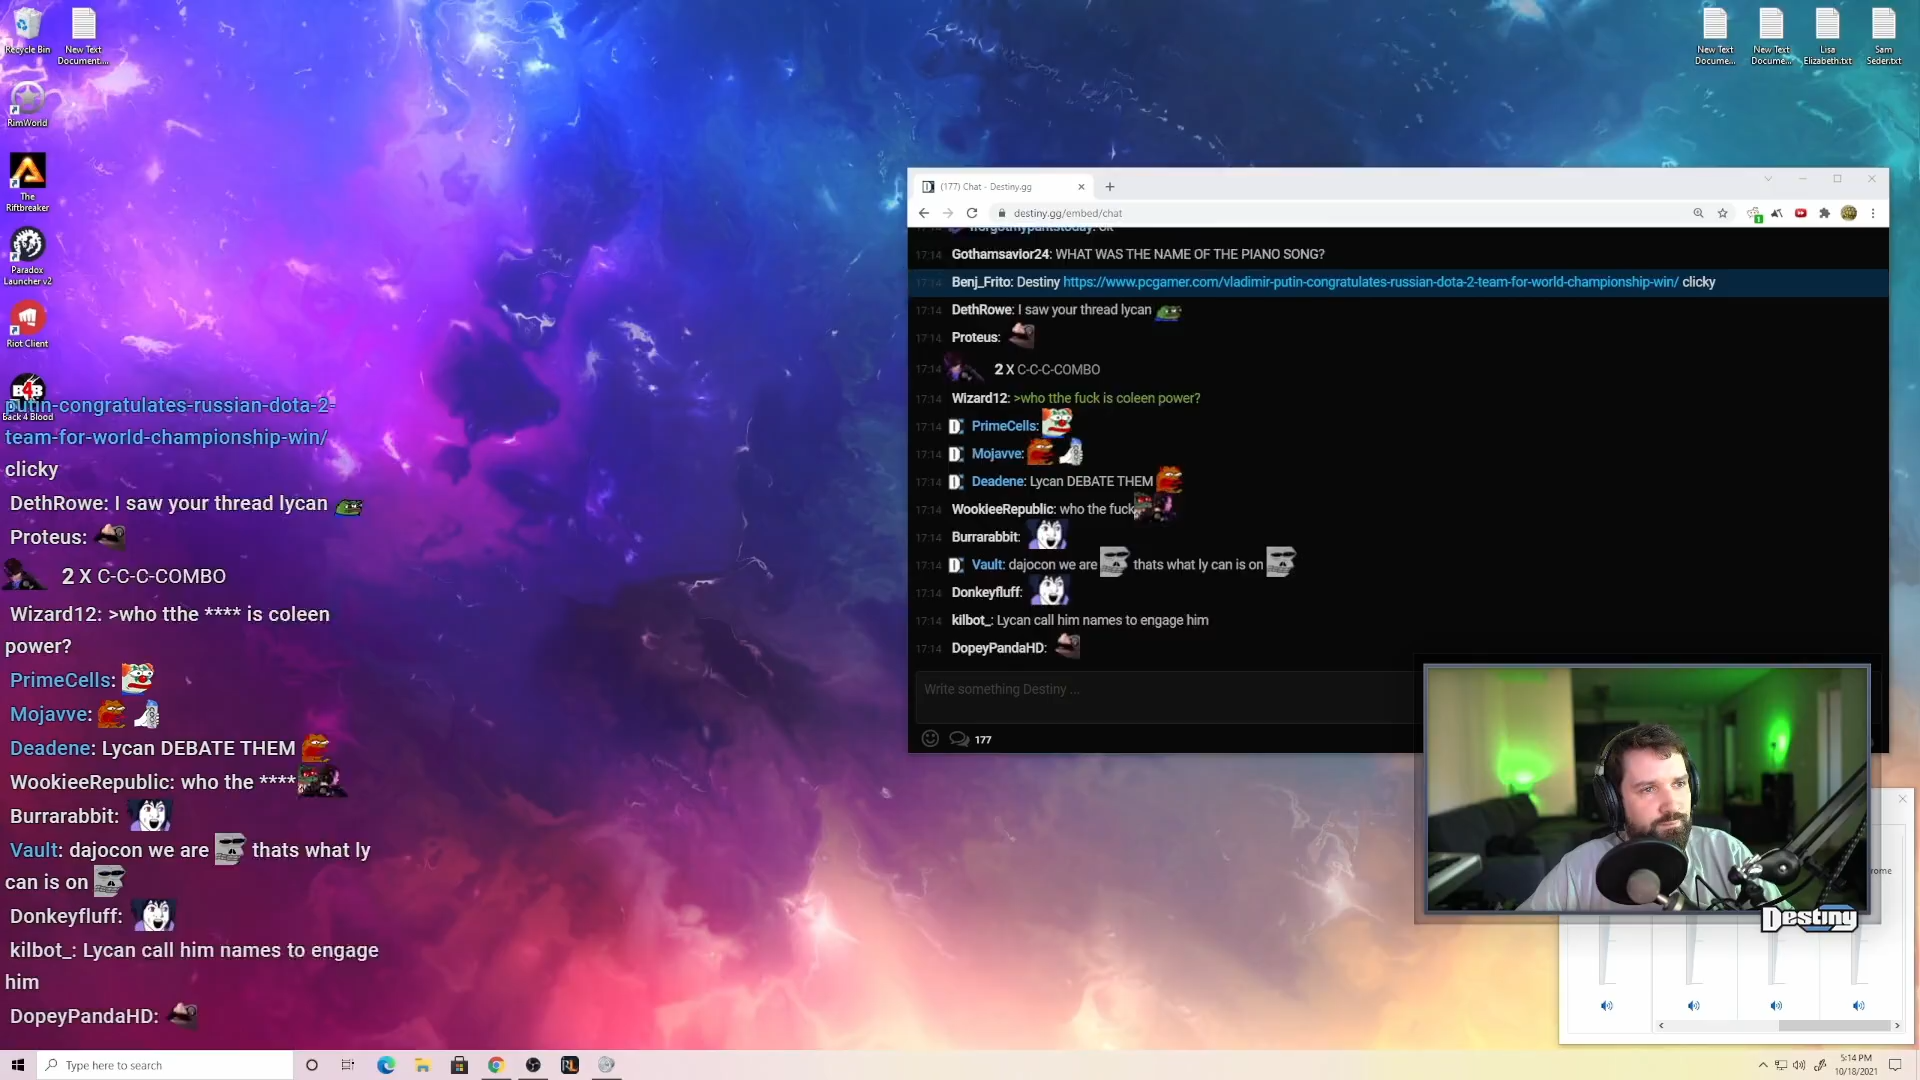 Recycle Bin
New Text
Document....
RimWorld
The
Riftbreaker
Paradox
Launcher v2
Riot Client
B4B
Back 4 Blood
New Text
Docume...
New Text
Docume...
Lisa
Elizabeth.txt
Sam
Seder.txt
putin-congratulates-russian-dota-2-
team-for-world-championship-win/
clicky
DethRowe: I saw your thread lycan
Proteus:
2 X C-C-C-COMBO
Wizard12: >who tthe **** is coleen
power?
PrimeCells:
Mojavve:
Deadene: Lycan DEBATE THEM
WookieeRepublic: who the ****
Burrarabbit:
Vault: dajocon we are thats what ly
can is on
Donkeyfluff:
kilbot_: Lycan call him names to engage
him
DopeyPandaHD:
(177) Chat - Destiny.gg
destiny.gg/embed/chat
17:14 Gothamsavior24: WHAT WAS THE NAME OF THE PIANO SONG?
17:14 Benj_Frito: Destiny https://www.pcgamer.com/vladimir-putin-congratulates-russian-dota-2-team-for-world-championship-win/ clicky
17:14 DethRowe: I saw your thread lycan
17:14 Proteus:
17:14 2 X C-C-C-COMBO
17:14 Wizard12: >who tthe fuck is coleen power?
17:14 PrimeCells:
17:14 Mojavve:
17:14 Deadene: Lycan DEBATE THEM
17:14 WookieeRepublic: who the fuck
17:14 Burrarabbit:
17:14 Vault: dajocon we are thats what ly can is on
17:14 Donkeyfluff:
17:14 kilbot_: Lycan call him names to engage him
17:14 DopeyPandaHD:
Write something Destiny ...
177
Destiny
Type here to search
5:14 PM
10/18/2021